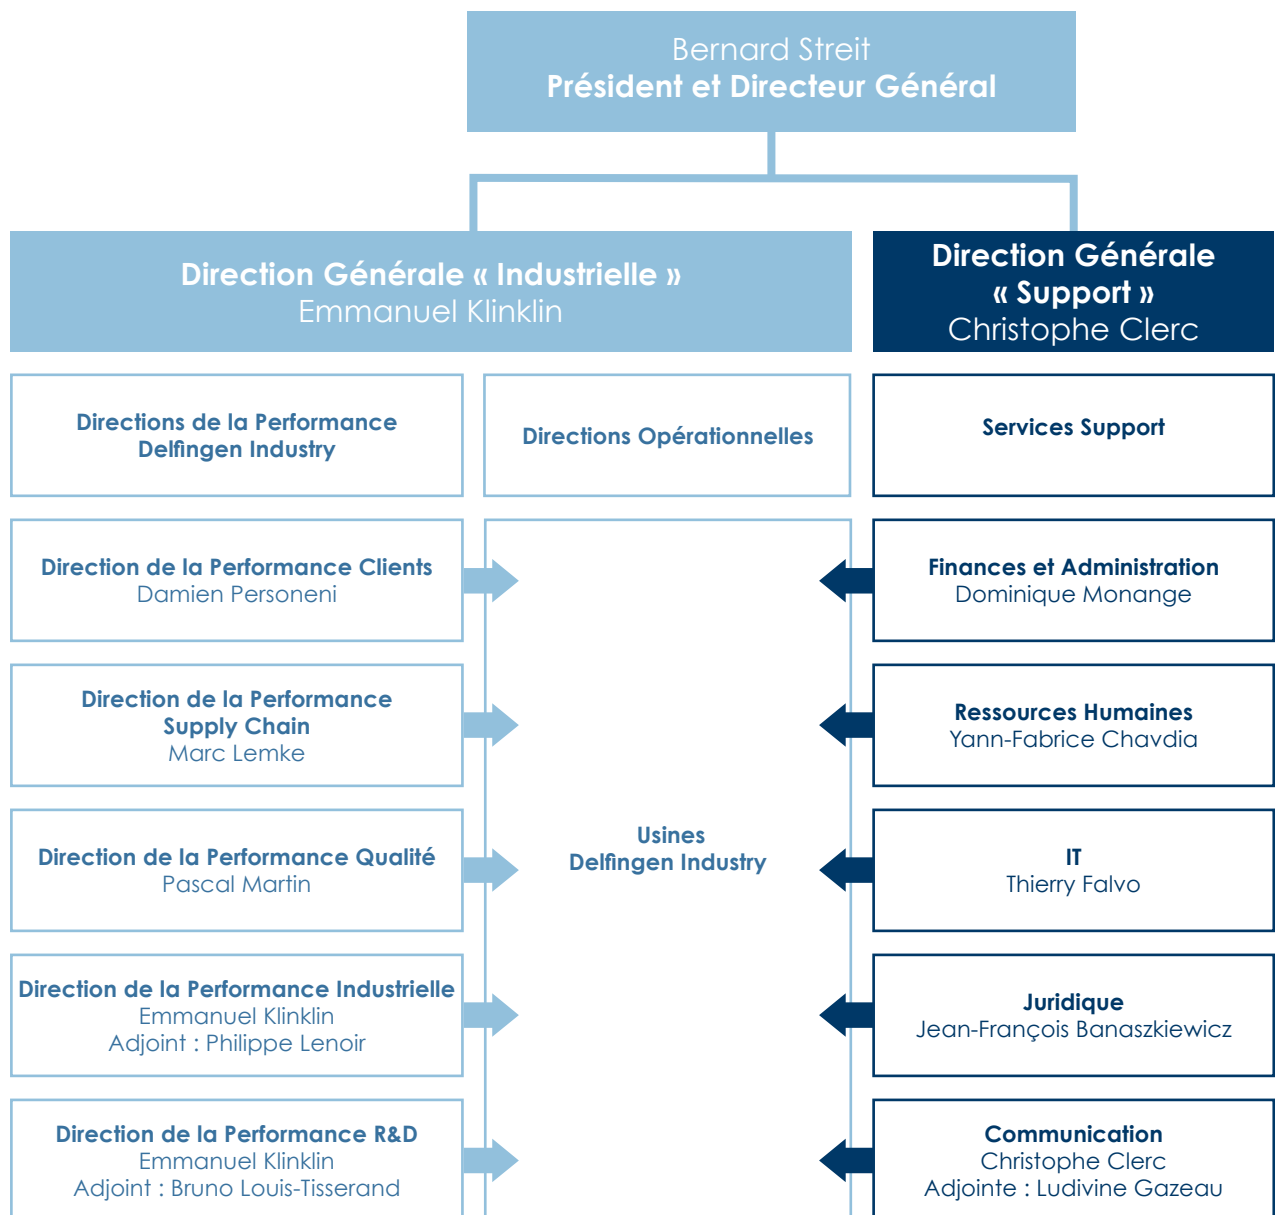 Bernard Streit
Président et Directeur Général
Direction Générale « Industrielle »
Emmanuel Klinklin
Direction Générale
« Support »
Christophe Clerc
Directions de la Performance
Delfingen Industry
Directions Opérationnelles
Services Support
Direction de la Performance Clients
Damien Personeni
Finances et Administration
Dominique Monange
Direction de la Performance
Supply Chain
Marc Lemke
Ressources Humaines
Yann-Fabrice Chavdia
Direction de la Performance Qualité
Pascal Martin
Usines
Delfingen Industry
IT
Thierry Falvo
Direction de la Performance Industrielle
Emmanuel Klinklin
Adjoint : Philippe Lenoir
Juridique
Jean-François Banaszkiewicz
Direction de la Performance R&D
Emmanuel Klinklin
Adjoint : Bruno Louis-Tisserand
Communication
Christophe Clerc
Adjointe : Ludivine Gazeau